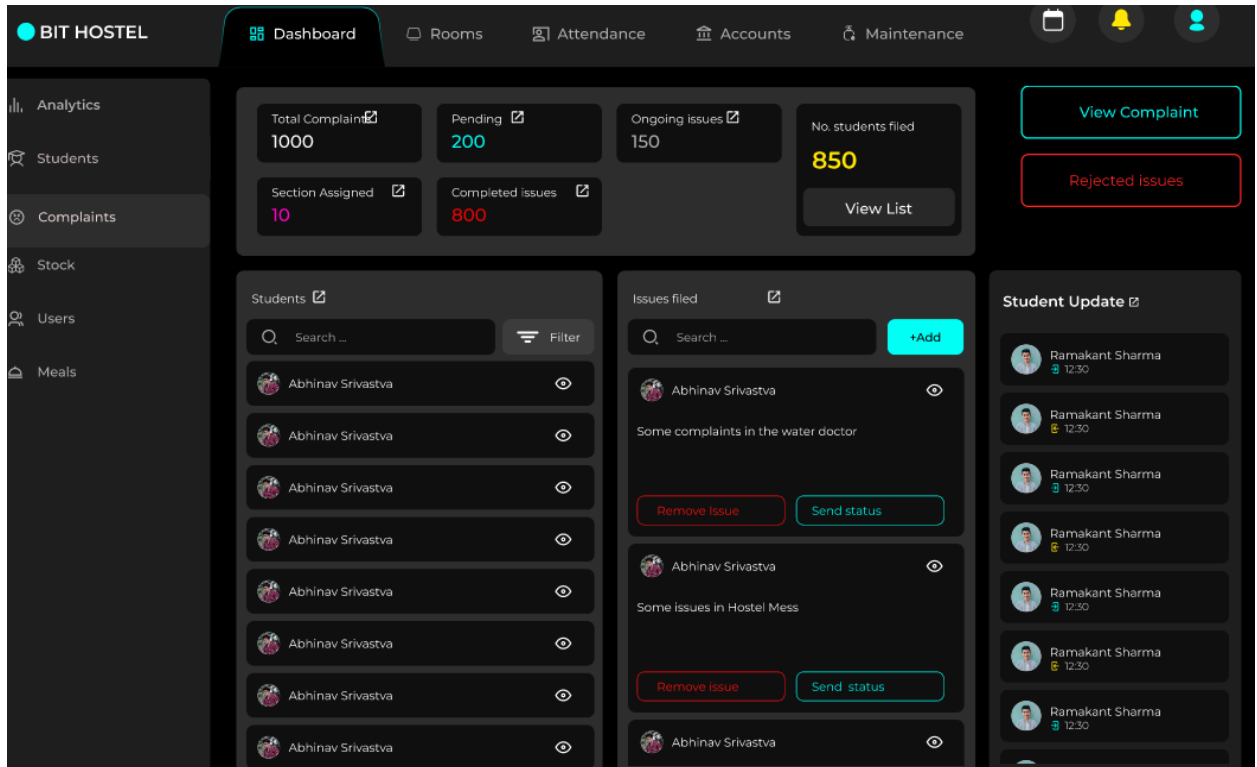 BIT HOSTEL
Dashboard
Rooms
Attendance
Accounts
Maintenance
Analytics
Students
Complaints
Stock
Users
Meals
Total Complaint
1000
Pending
200
Ongoing issues
150
No. students filed
850
View List
Section Assigned
10
Completed issues
800
View Complaint
Rejected issues
Students
Search ...
Filter
Abhinav Srivastva
Abhinav Srivastva
Abhinav Srivastva
Abhinav Srivastva
Abhinav Srivastva
Abhinav Srivastva
Abhinav Srivastva
Abhinav Srivastva
Issues filed
Search ...
+Add
Abhinav Srivastva
Some complaints in the water doctor
Remove Issue
Send status
Abhinav Srivastva
Some issues in Hostel Mess
Remove issue
Send status
Abhinav Srivastva
Student Update
Ramakant Sharma
12:30
Ramakant Sharma
12:30
Ramakant Sharma
12:30
Ramakant Sharma
12:30
Ramakant Sharma
12:30
Ramakant Sharma
12:30
Ramakant Sharma
12:30